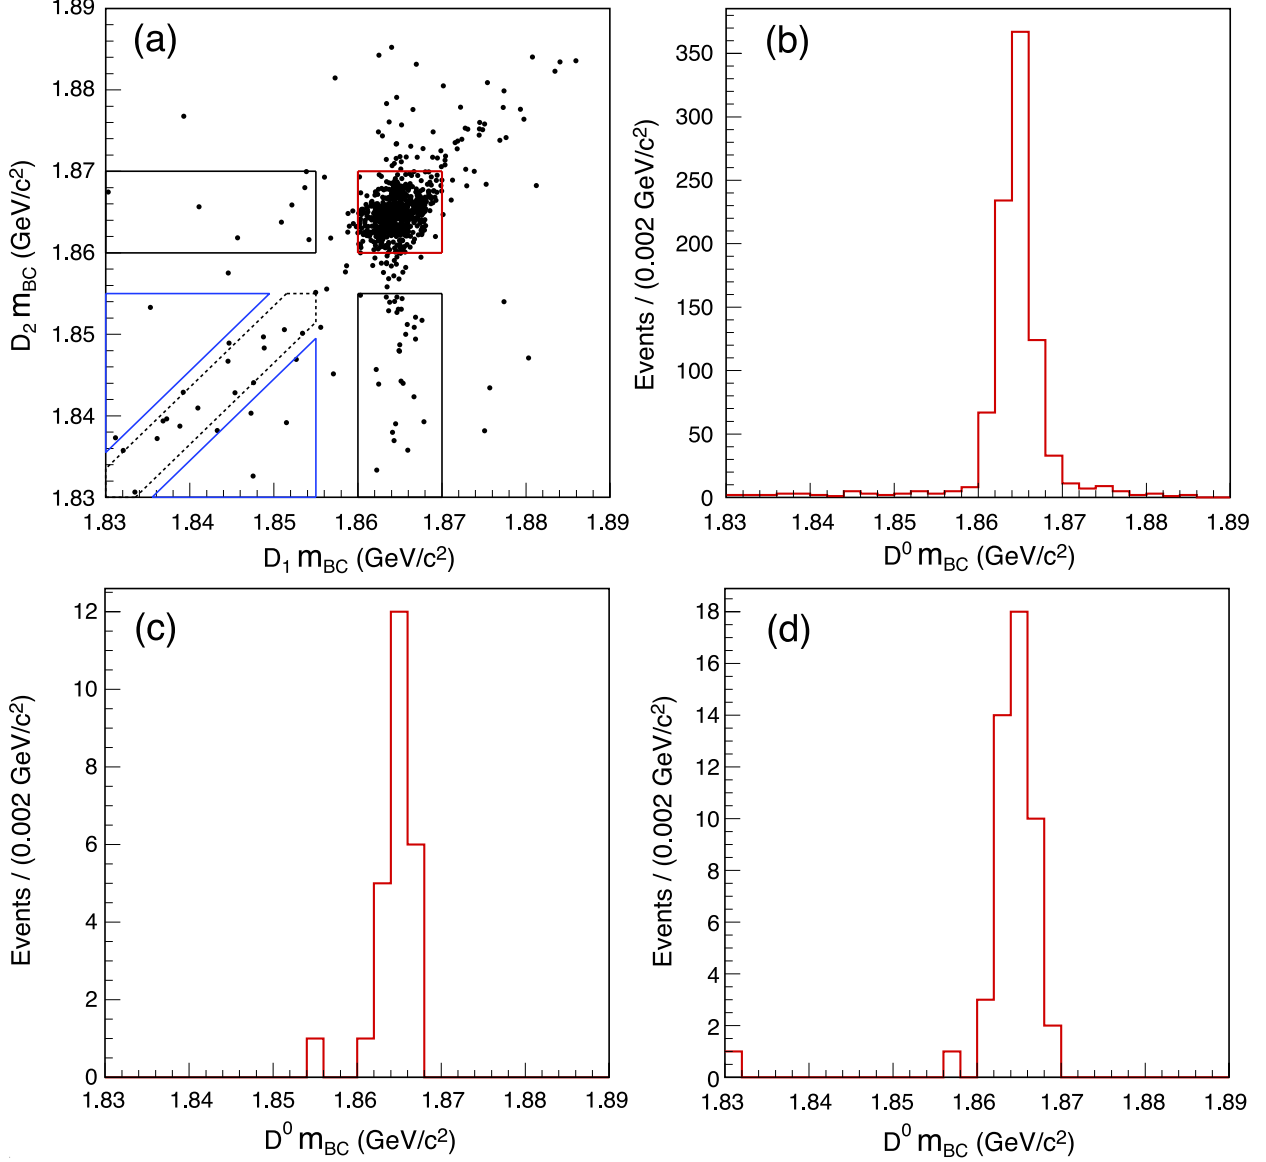 (a)
1.89
1.88
1.87
1.86
1.85
1.84
1.83
D₂ m_BC (GeV/c²)
1.83 1.84 1.85 1.86 1.87 1.88 1.89
D₁ m_BC (GeV/c²)
(b)
350
300
250
200
150
100
50
0
Events / (0.002 GeV/c²)
1.83 1.84 1.85 1.86 1.87 1.88 1.89
D⁰ m_BC (GeV/c²)
(c)
12
10
8
6
4
2
0
Events / (0.002 GeV/c²)
1.83 1.84 1.85 1.86 1.87 1.88 1.89
D⁰ m_BC (GeV/c²)
(d)
18
16
14
12
10
8
6
4
2
0
Events / (0.002 GeV/c²)
1.83 1.84 1.85 1.86 1.87 1.88 1.89
D⁰ m_BC (GeV/c²)